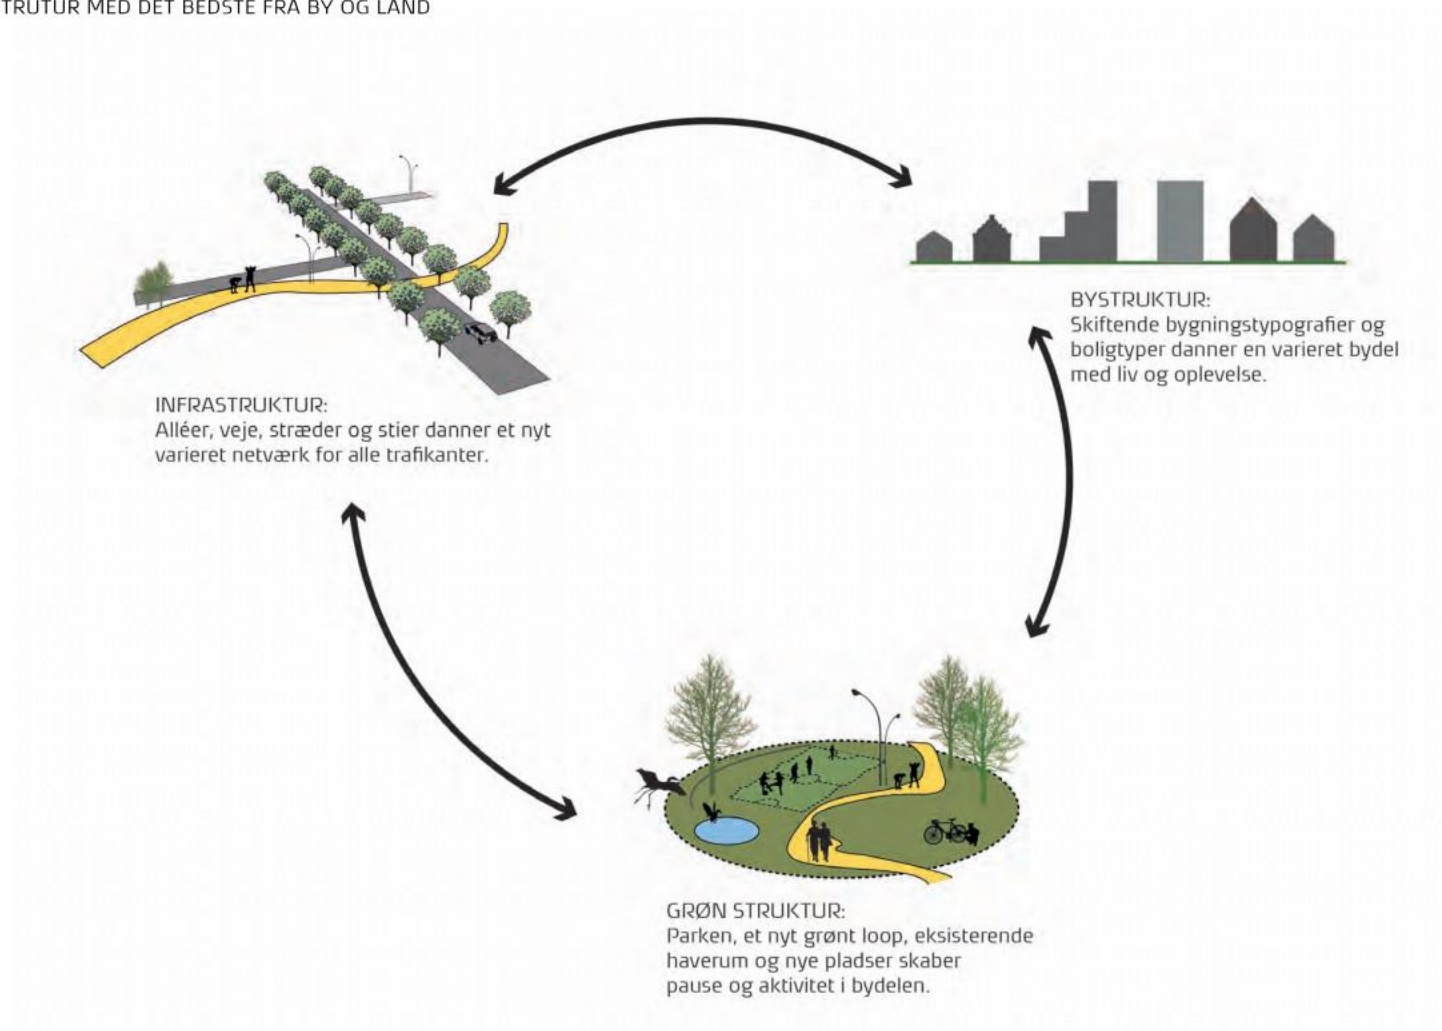 TRUTUR MED DET BEDSTE FRA BY OG LAND
BYSTRUKTUR:
Skiftende bygningstypografier og
boligtyper danner en varieret bydel
med liv og oplevelse.
INFRASTRUKTUR:
Alléer, veje, stræder og stier danner et nyt
varieret netværk for alle trafikanter.
GRØN STRUKTUR:
Parken, et nyt grønt loop, eksisterende
haverum og nye pladser skaber
pause og aktivitet i bydelen.